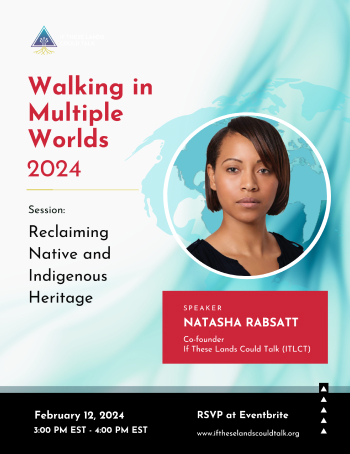 Walking in
Multiple
Worlds
2024
Session:
Reclaiming
Native and
Indigenous
Heritage
SPEAKER
NATASHA RABSATT
Co-founder
If These Lands Could Talk (ITLCT)
February 12, 2024
3:00 PM EST - 4:00 PM EST
RSVP at Eventbrite
www.iftheselandscouldtalk.org